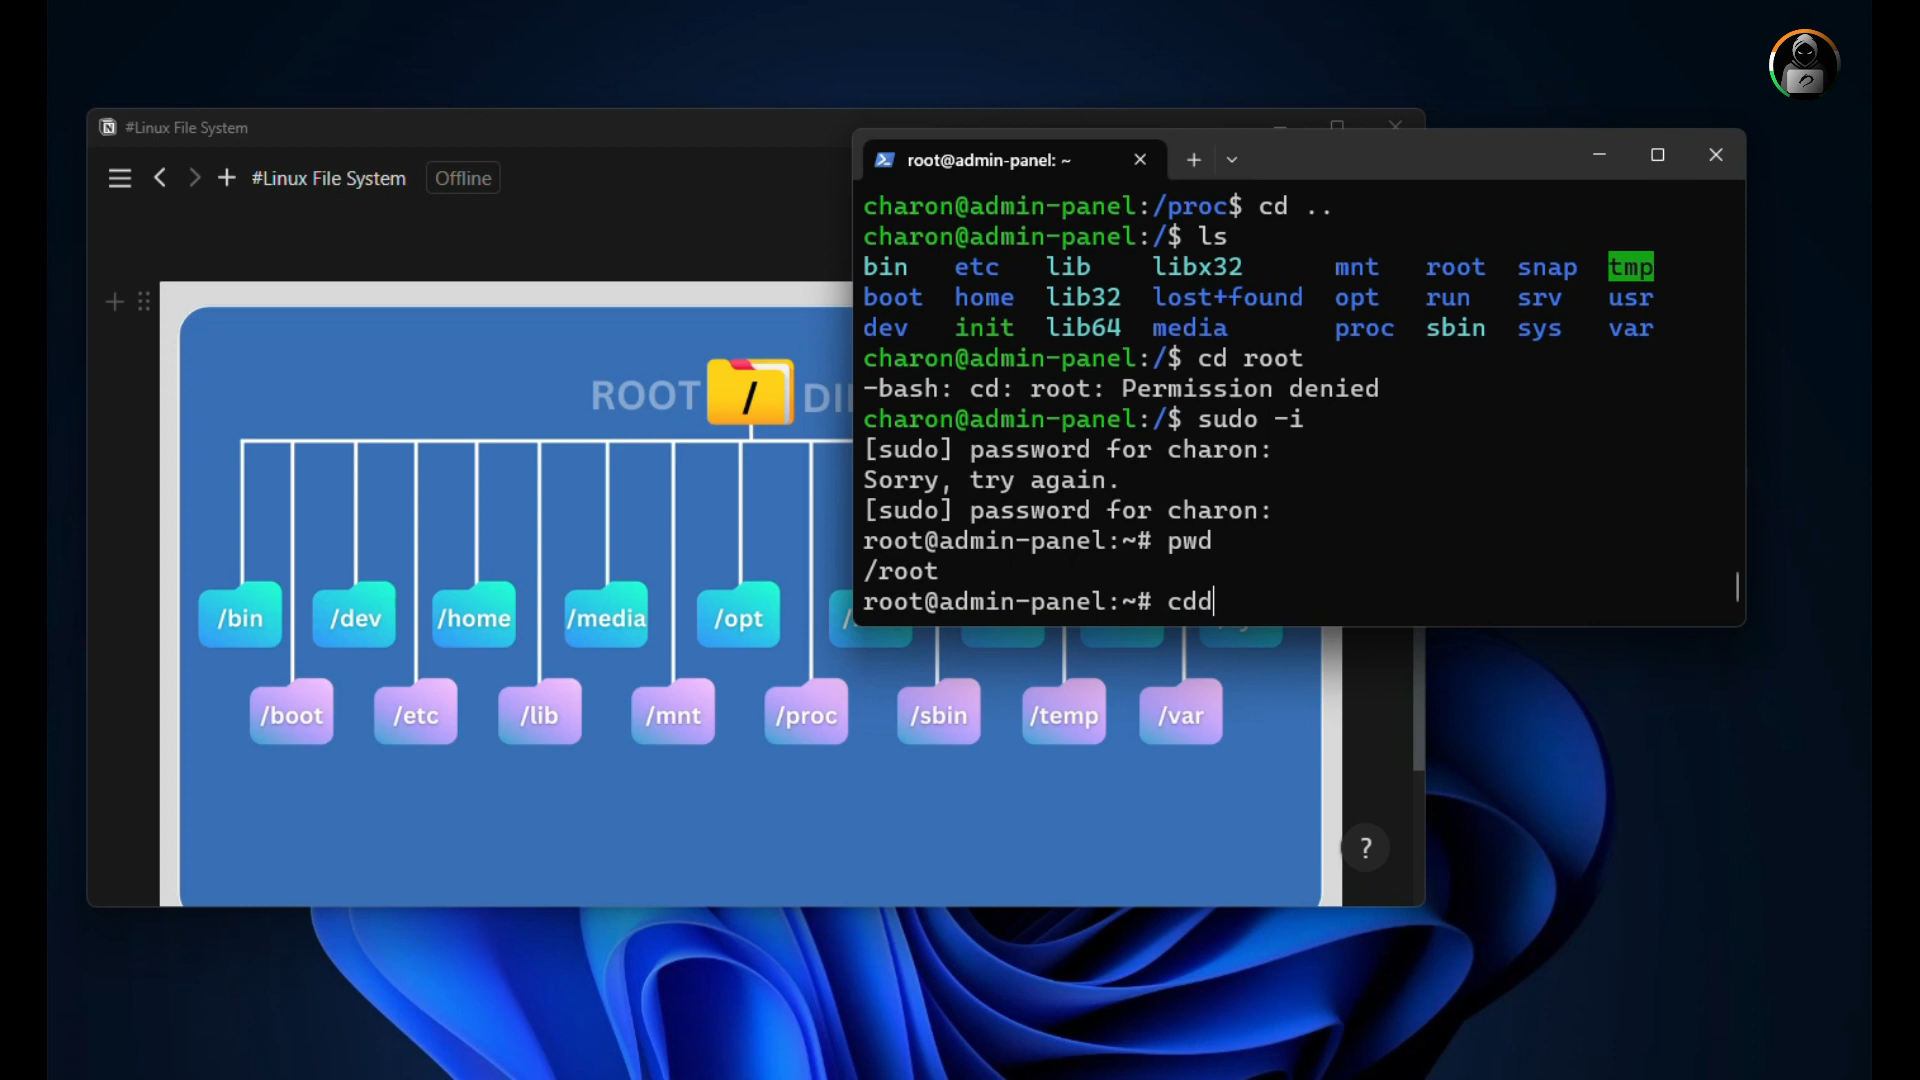 #Linux File System
#Linux File System Offline
ROOT / DI
/bin /dev /home /media /opt
/boot /etc /lib /mnt /proc /sbin /temp /var
?
root@admin-panel: ~
charon@admin-panel:/proc$ cd ..
charon@admin-panel:/$ ls
bin etc lib libx32 mnt root snap tmp
boot home lib32 lost+found opt run srv usr
dev init lib64 media proc sbin sys var
charon@admin-panel:/$ cd root
-bash: cd: root: Permission denied
charon@admin-panel:/$ sudo -i
[sudo] password for charon:
Sorry, try again.
[sudo] password for charon:
root@admin-panel:~# pwd
/root
root@admin-panel:~# cdd